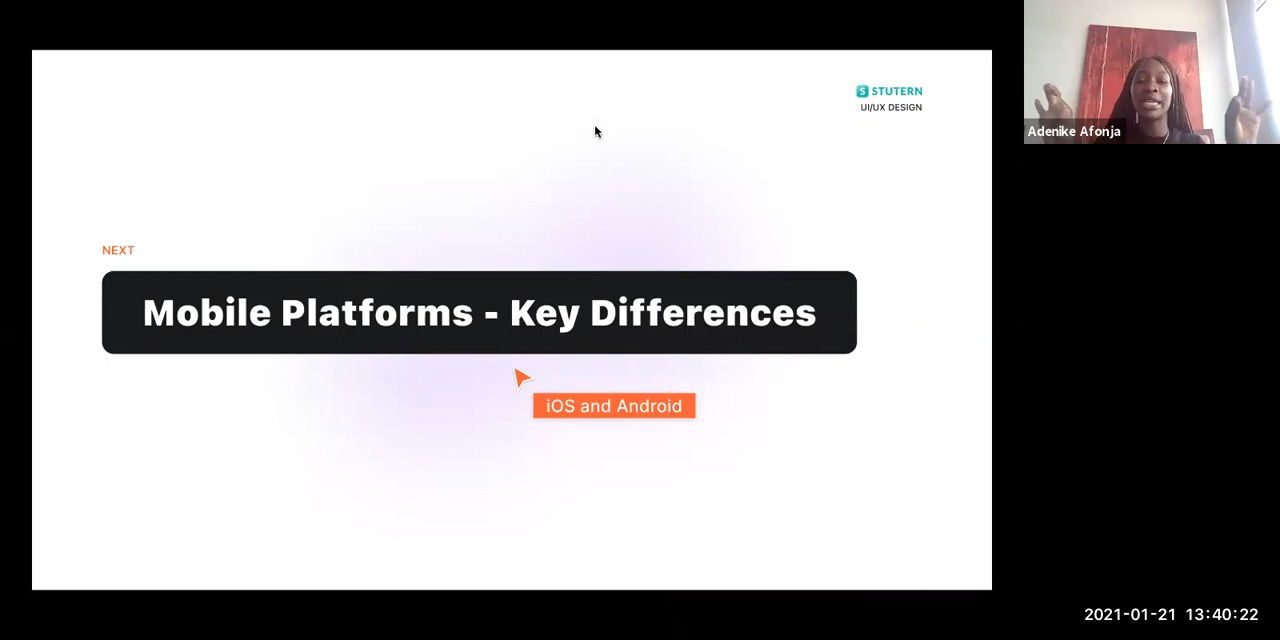 S STUTERN
UI/UX DESIGN
Adenike Afonja
NEXT
Mobile Platforms - Key Differences
iOS and Android
2021-01-21 13:40:22